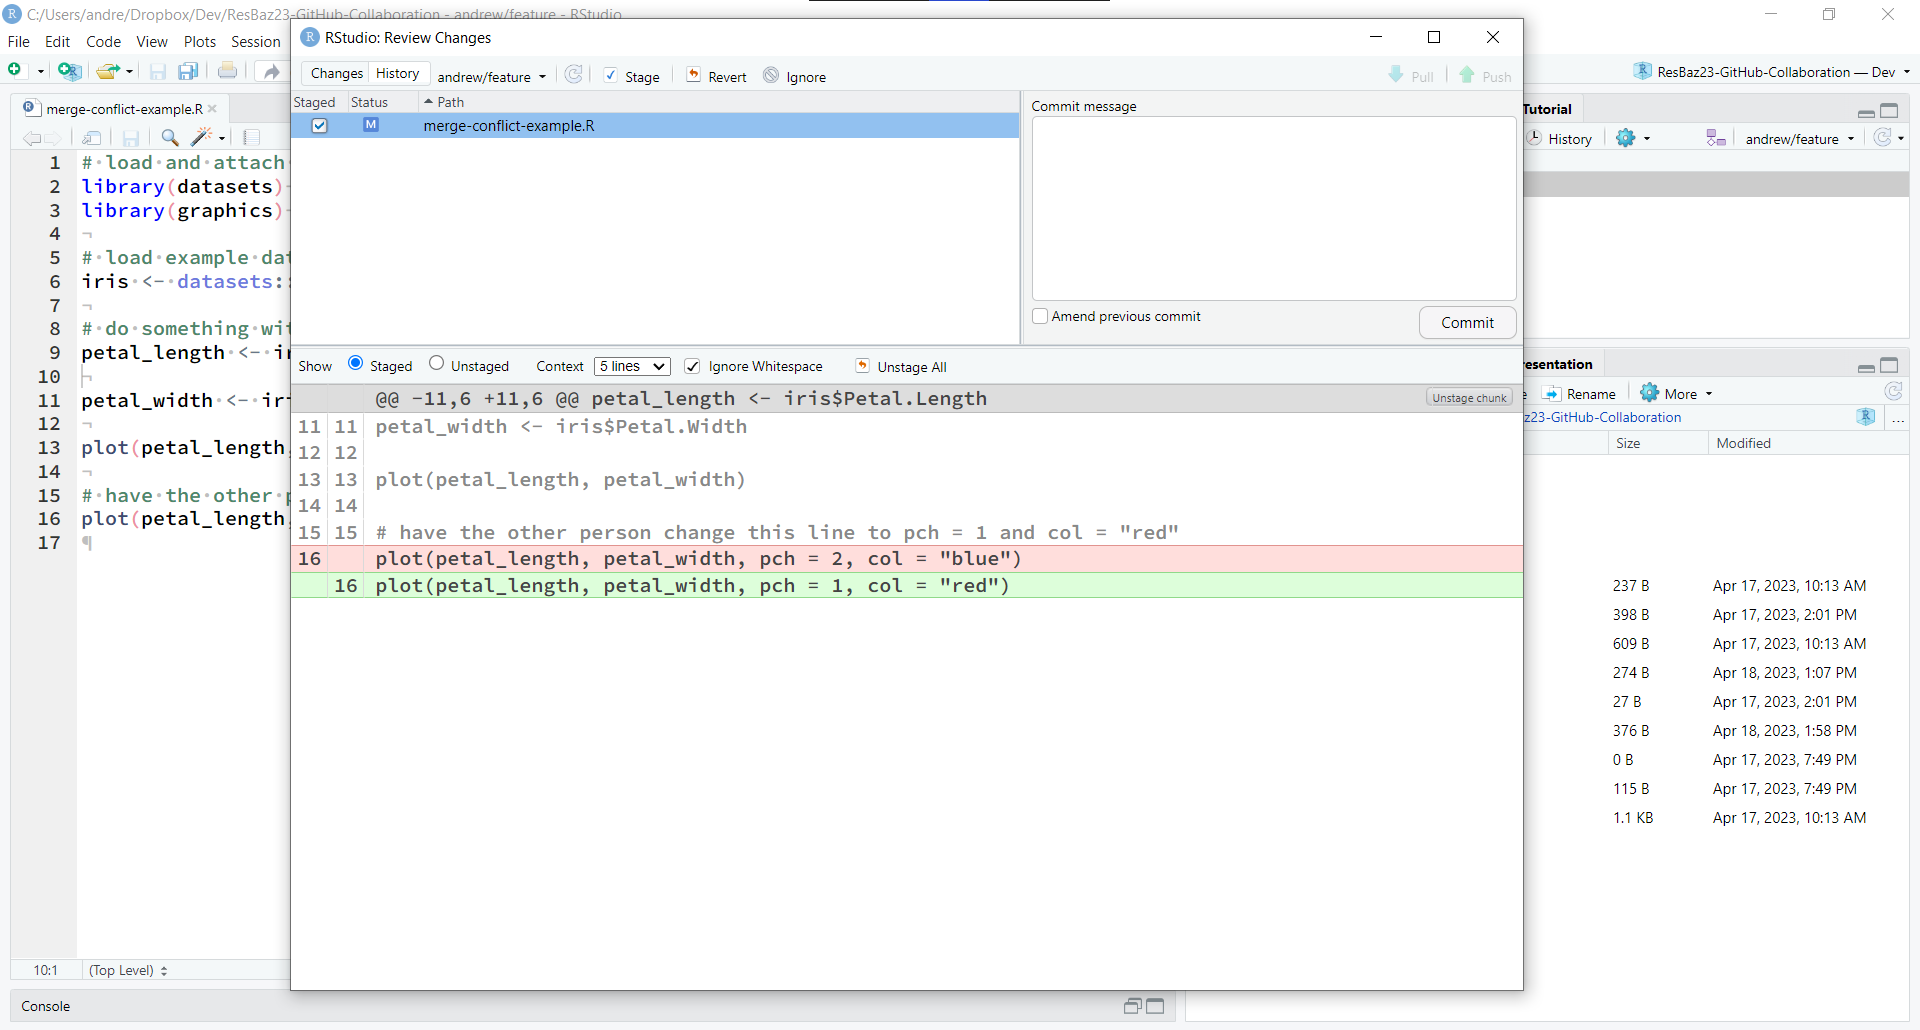 C:/Users/andre/Dropbox/Dev/ResBaz23-GitHub-Collaboration - andrew/feature - RStudio
File Edit Code View Plots Session
ResBaz23-GitHub-Collaboration — Dev
merge-conflict-example.R
1 # load and attach
2 library(datasets)
3 library(graphics)
4
5 # load example dat
6 iris <- datasets::
7
8 # do something wit
9 petal_length <- ir
10
11 petal_width <- iri
12
13 plot(petal_length,
14
15 # have the other p
16 plot(petal_length,
17
10:1 (Top Level)
Console
R RStudio: Review Changes
Changes History andrew/feature Stage Revert Ignore Pull Push
Staged Status Path
M merge-conflict-example.R
Commit message
Amend previous commit
Commit
Show Staged Unstaged Context 5 lines Ignore Whitespace Unstage All
@@ -11,6 +11,6 @@ petal_length <- iris$Petal.Length Unstage chunk
11 11 petal_width <- iris$Petal.Width
12 12
13 13 plot(petal_length, petal_width)
14 14
15 15 # have the other person change this line to pch = 1 and col = "red"
16 plot(petal_length, petal_width, pch = 2, col = "blue")
16 plot(petal_length, petal_width, pch = 1, col = "red")
Tutorial
History andrew/feature
esentation
e Rename More
z23-GitHub-Collaboration ...
Size Modified
237 B Apr 17, 2023, 10:13 AM
398 B Apr 17, 2023, 2:01 PM
609 B Apr 17, 2023, 10:13 AM
274 B Apr 18, 2023, 1:07 PM
27 B Apr 17, 2023, 2:01 PM
376 B Apr 18, 2023, 1:58 PM
0 B Apr 17, 2023, 7:49 PM
115 B Apr 17, 2023, 7:49 PM
1.1 KB Apr 17, 2023, 10:13 AM